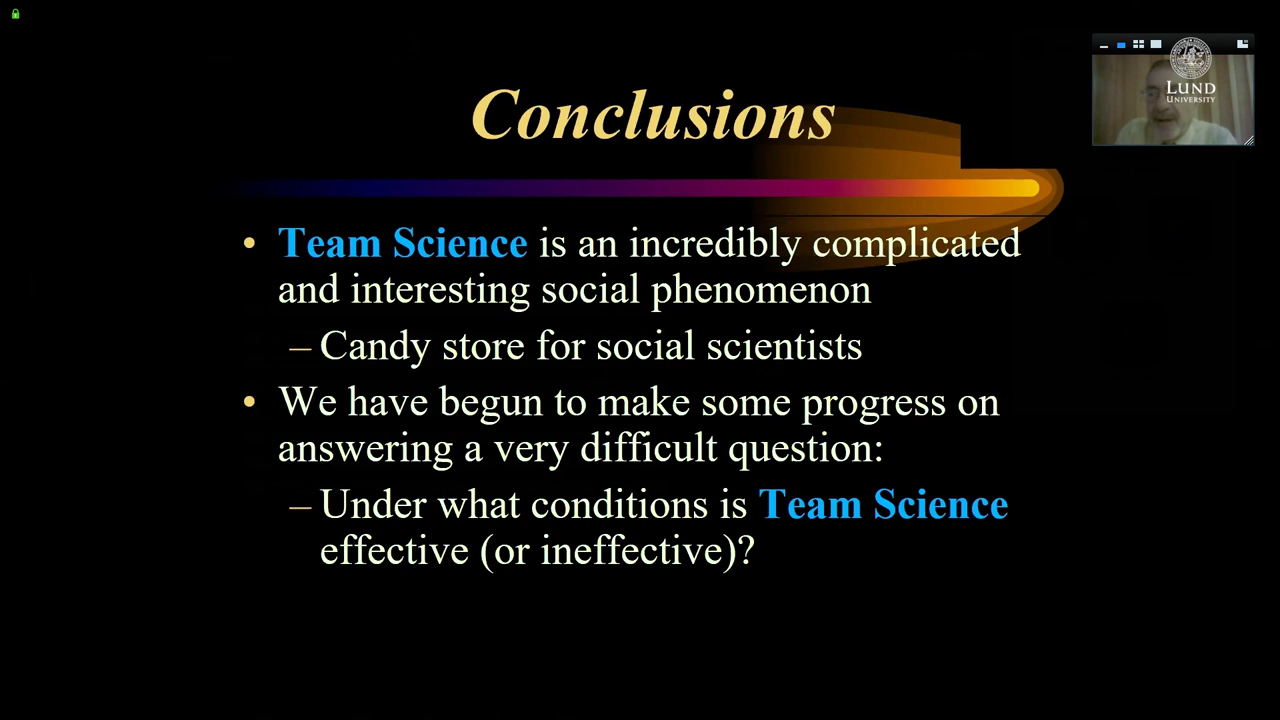 Conclusions
LUND
UNIVERSITY
• Team Science is an incredibly complicated
and interesting social phenomenon
– Candy store for social scientists
• We have begun to make some progress on
answering a very difficult question:
– Under what conditions is Team Science
effective (or ineffective)?